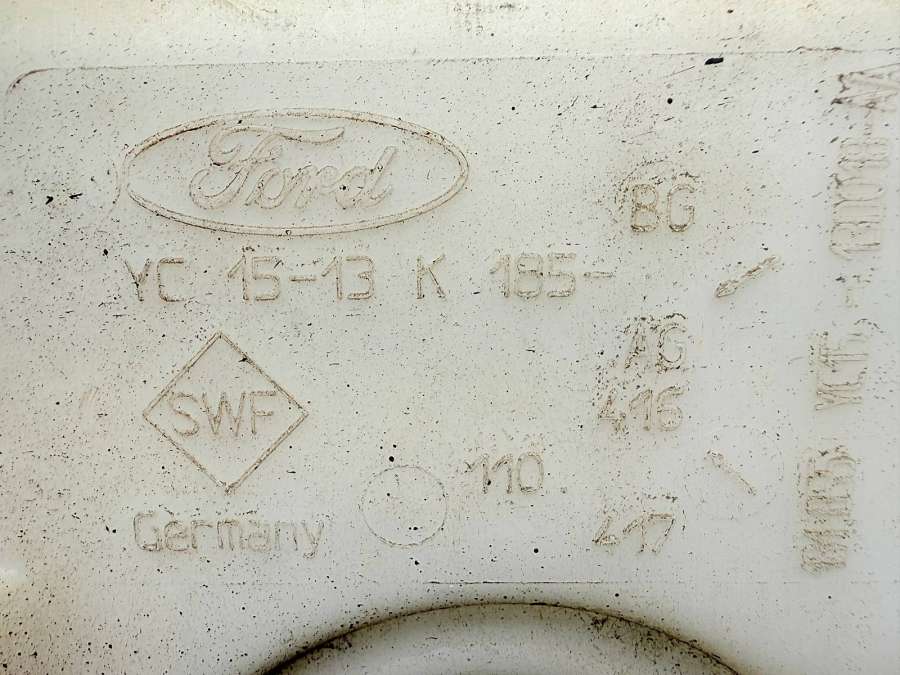 Ford
BG
YC 15-13 K 185-
AG
SWF
416
110
Germany
417